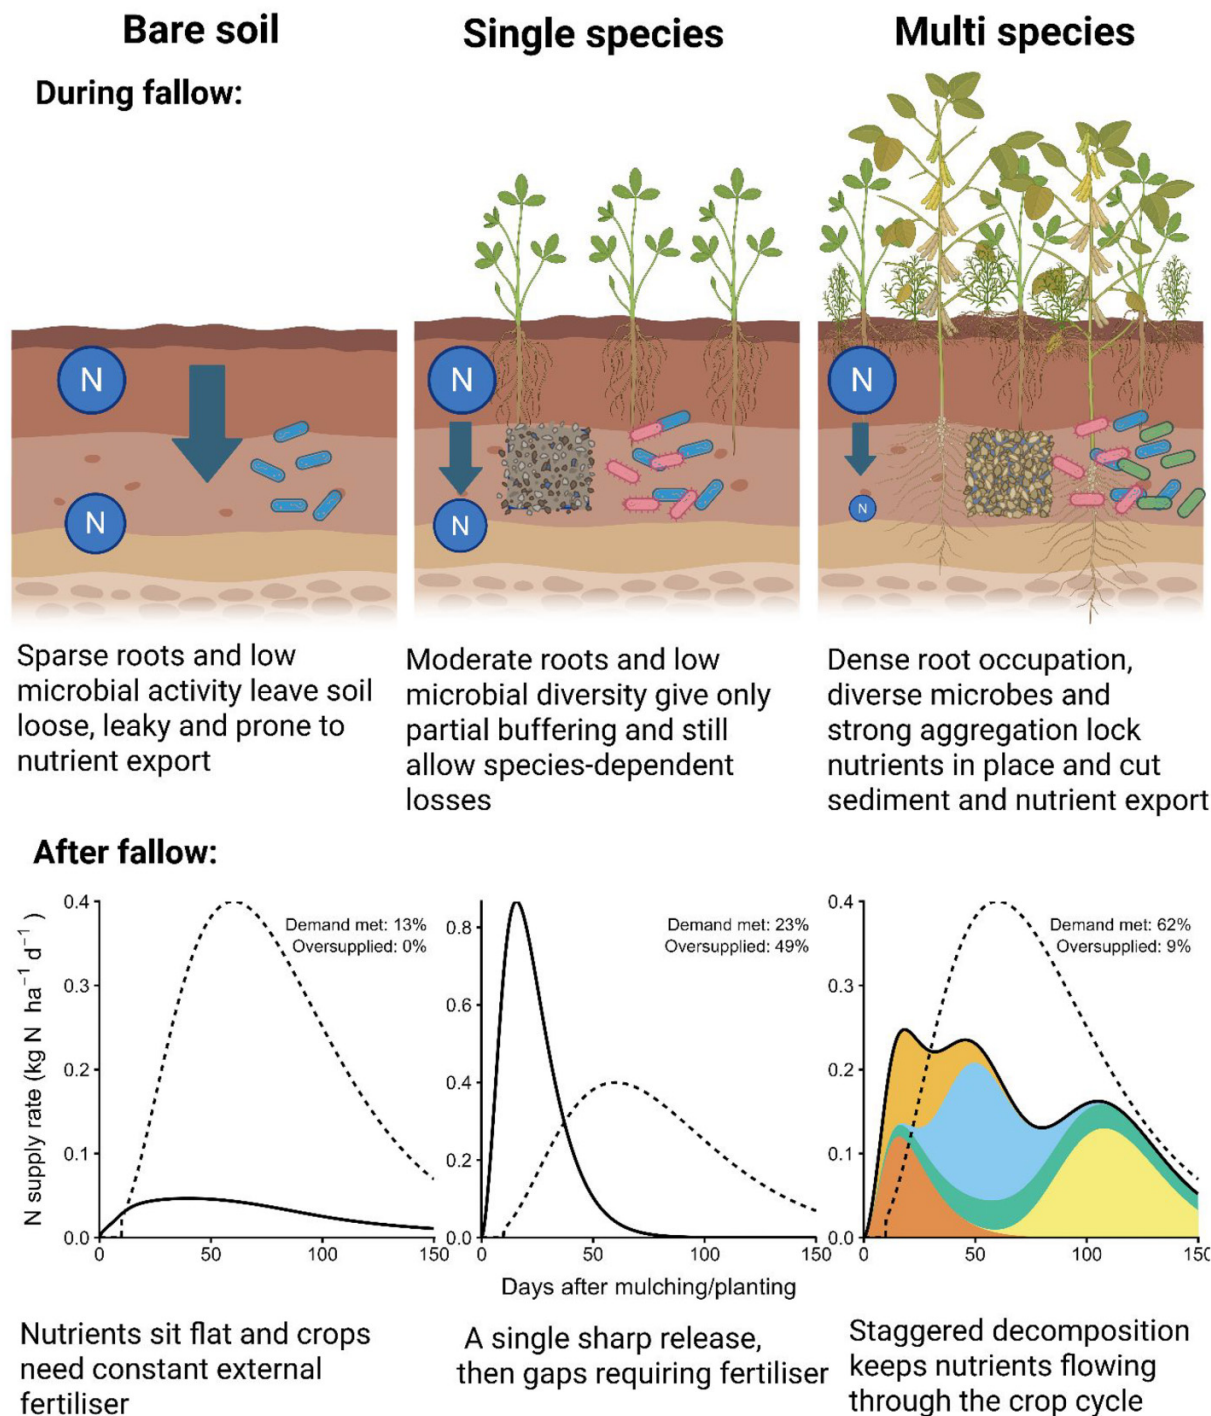 Bare soil
Single species
Multi species
During fallow:
N
N
N
N
N
N
Sparse roots and low
microbial activity leave soil
loose, leaky and prone to
nutrient export
Moderate roots and low
microbial diversity give only
partial buffering and still
allow species-dependent
losses
Dense root occupation,
diverse microbes and
strong aggregation lock
nutrients in place and cut
sediment and nutrient export
After fallow:
N supply rate (kg N ha⁻¹ d⁻¹)
0.4
0.3
0.2
0.1
0.0
0
50
100
150
Demand met: 13%
Oversupplied: 0%
0.8
0.6
0.4
0.2
0.0
0
50
100
150
Demand met: 23%
Oversupplied: 49%
0.4
0.3
0.2
0.1
0.0
0
50
100
150
Demand met: 62%
Oversupplied: 9%
Days after mulching/planting
Nutrients sit flat and crops
need constant external
fertiliser
A single sharp release,
then gaps requiring fertiliser
Staggered decomposition
keeps nutrients flowing
through the crop cycle